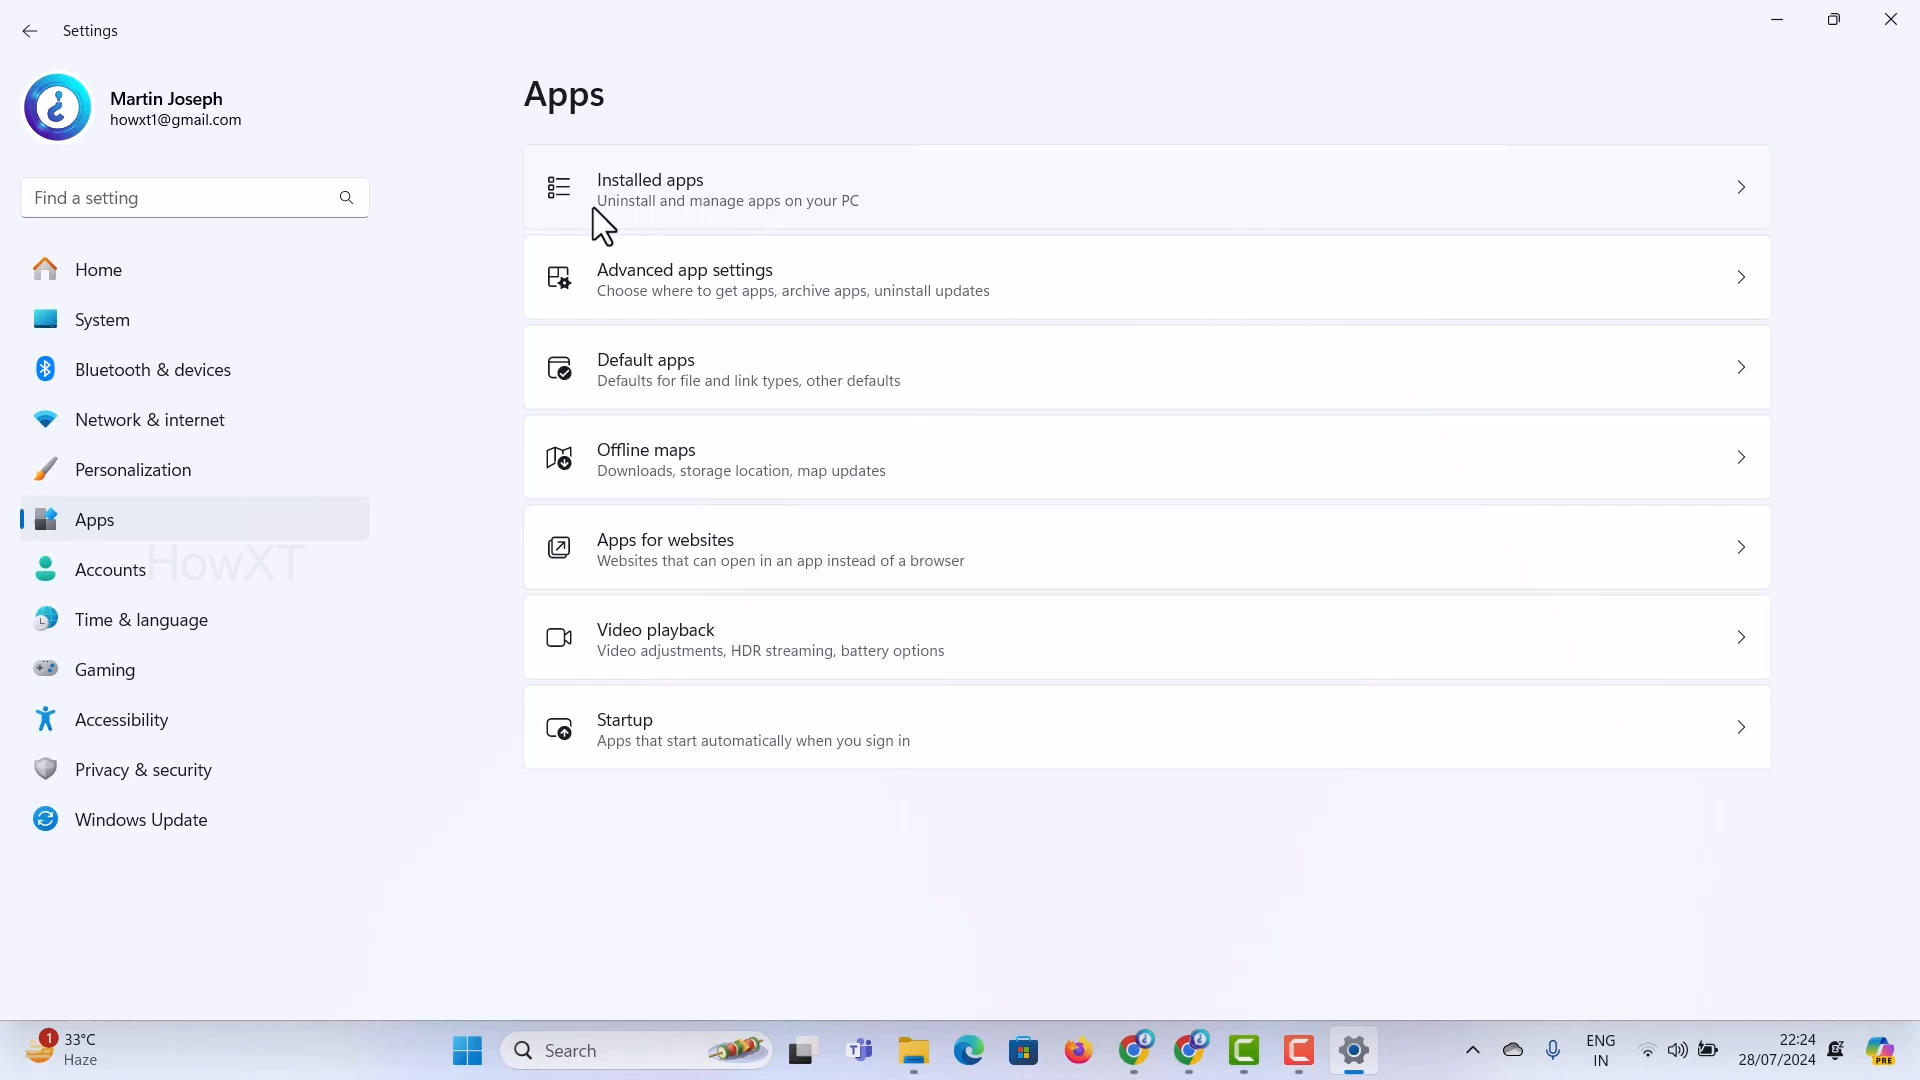 Settings
Martin Joseph
howxt1@gmail.com
Find a setting
Home
System
Bluetooth & devices
Network & internet
Personalization
Apps
HowXT
Accounts
Time & language
Gaming
Accessibility
Privacy & security
Windows Update
Apps
Installed apps
Uninstall and manage apps on your PC
Advanced app settings
Choose where to get apps, archive apps, uninstall updates
Default apps
Defaults for file and link types, other defaults
Offline maps
Downloads, storage location, map updates
Apps for websites
Websites that can open in an app instead of a browser
Video playback
Video adjustments, HDR streaming, battery options
Startup
Apps that start automatically when you sign in
1
33°C
Haze
Search
ENG
IN
22:24
28/07/2024
PRE